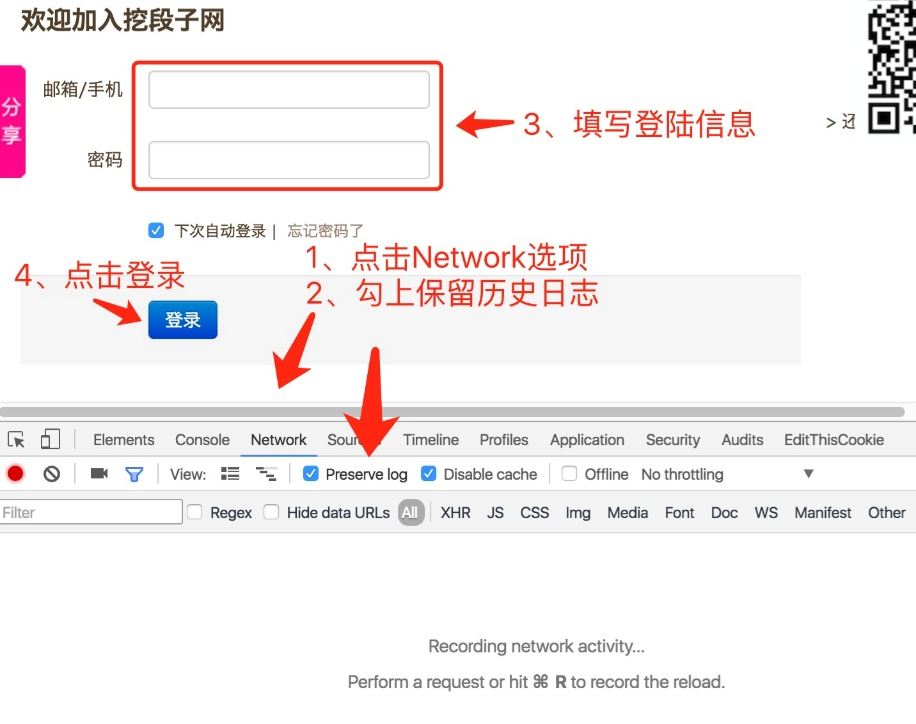 欢迎加入挖段子网
分享
邮箱/手机
3、填写登陆信息
> 还
密码
下次自动登录 | 忘记密码了
1、点击Network选项
4、点击登录
2、勾上保留历史日志
登录
Elements Console Network Sour Timeline Profiles Application Security Audits EditThisCookie
View: Preserve log Disable cache Offline No throttling
Filter Regex Hide data URLs All XHR JS CSS Img Media Font Doc WS Manifest Other
Recording network activity...
Perform a request or hit ⌘ R to record the reload.